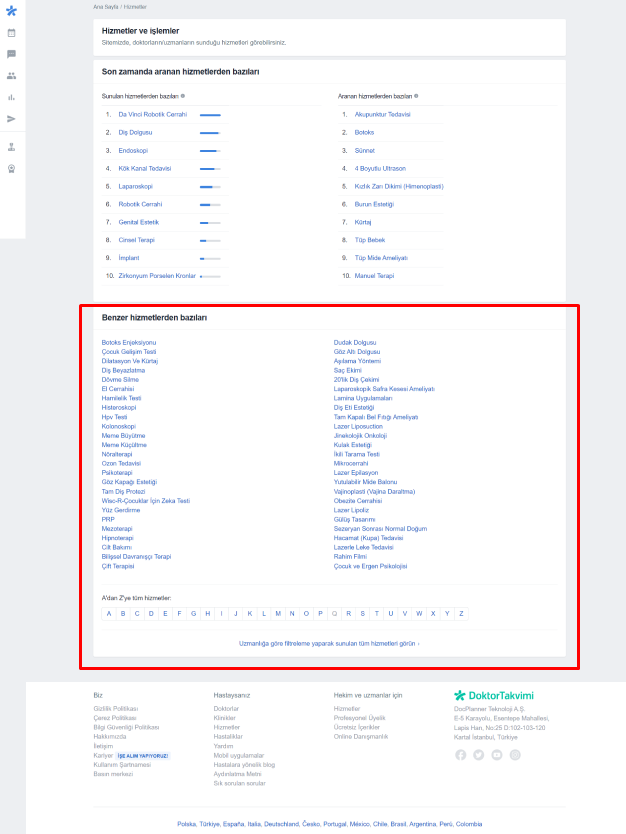 Ana Sayfa / Hizmetler
Hizmetler ve işlemler
Sitemizde, doktorların/uzmanların sunduğu hizmetleri görebilirsiniz.
Son zamanda aranan hizmetlerden bazıları
Sunulan hizmetlerden bazıları
1. Da Vinci Robotik Cerrahi
2. Diş Dolgusu
3. Endoskopi
4. Kök Kanal Tedavisi
5. Laparoskopi
6. Robotik Cerrahi
7. Genital Estetik
8. Cinsel Terapi
9. İmplant
10. Zirkonyum Porselen Kronlar
Aranan hizmetlerden bazıları
1. Akupunktur Tedavisi
2. Botoks
3. Sünnet
4. 4 Boyutlu Ultrason
5. Kızlık Zarı Dikimi (Himenoplasti)
6. Burun Estetiği
7. Kürtaj
8. Tüp Bebek
9. Tüp Mide Ameliyatı
10. Manuel Terapi
Benzer hizmetlerden bazıları
Botoks Enjeksiyonu
Çocuk Gelişim Testi
Dilatasyon Ve Kürtaj
Diş Beyazlatma
Dövme Silme
El Cerrahisi
Hamilelik Testi
Histeroskopi
Hpv Testi
Kolonoskopi
Meme Büyütme
Meme Küçültme
Nöralterapi
Ozon Tedavisi
Psikoterapi
Göz Kapağı Estetiği
Tam Diş Protezi
Wisc-R-Çocuklar İçin Zeka Testi
Yüz Gerdirme
PRP
Mezoterapi
Hipnoterapi
Cilt Bakımı
Bilişsel Davranışçı Terapi
Çift Terapisi
Dudak Dolgusu
Göz Altı Dolgusu
Aşılama Yöntemi
Saç Ekimi
20'lik Diş Çekimi
Laparoskopik Safra Kesesi Ameliyatı
Lamina Uygulamaları
Diş Eti Estetiği
Tam Kapalı Bel Fıtığı Ameliyatı
Lazer Liposuction
Jinekolojik Onkoloji
Kulak Estetiği
İkili Tarama Testi
Mikrocerrahi
Lazer Epilasyon
Yutulabilir Mide Balonu
Vajinoplasti (Vajina Daraltma)
Obezite Cerrahisi
Lazer Lipoliz
Gülüş Tasarımı
Sezeryan Sonrası Normal Doğum
Hacamat (Kupa) Tedavisi
Lazerle Leke Tedavisi
Rahim Filmi
Çocuk ve Ergen Psikolojisi
A'dan Z'ye tüm hizmetler:
A B C D E F G H I J K L M N O P Q R S T U V W X Y Z
Uzmanlığa göre filtreleme yaparak sunulan tüm hizmetleri görün ›
Biz
Gizlilik Politikası
Çerez Politikası
Bilgi Güvenliği Politikası
Hakkımızda
İletişim
Kariyer İŞE ALIM YAPIYORUZ!
Kullanım Şartnamesi
Basın merkezi
Hastaysanız
Doktorlar
Klinikler
Hizmetler
Hastalıklar
Yardım
Mobil uygulamalar
Hastalara yönelik blog
Aydınlatma Metni
Sık sorulan sorular
Hekim ve uzmanlar için
Hizmetler
Profesyonel Üyelik
Ücretsiz İçerikler
Online Danışmanlık
DoktorTakvimi
DocPlanner Teknoloji A.Ş.
E-5 Karayolu, Esentepe Mahallesi,
Lapis Han, No:25 D:102-103-120
Kartal İstanbul, Türkiye
Polska, Türkiye, España, Italia, Deutschland, Česko, Portugal, México, Chile, Brasil, Argentina, Perú, Colombia